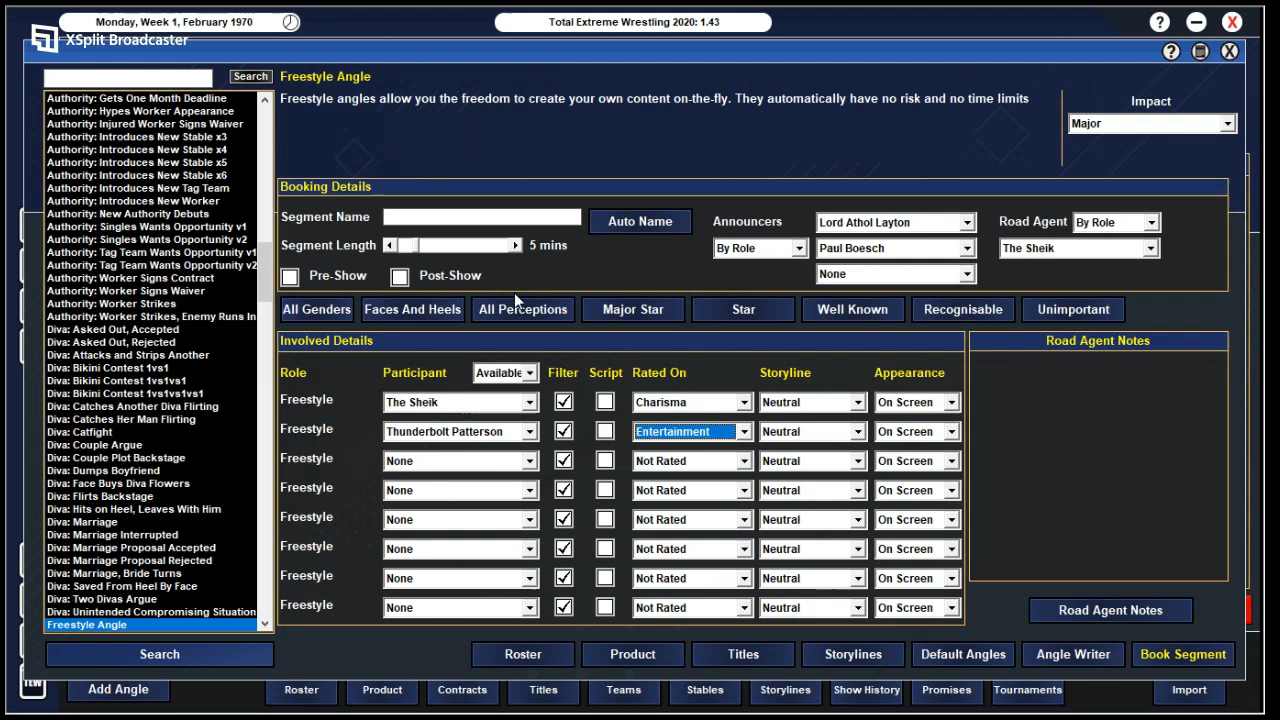 Monday, Week 1, February 1970
Total Extreme Wrestling 2020: 1.43
? X
XSplit Broadcaster
? X
Search
Freestyle Angle
Freestyle angles allow you the freedom to create your own content on-the-fly. They automatically have no risk and no time limits
Impact
Major
Authority: Gets One Month Deadline
Authority: Hypes Worker Appearance
Authority: Injured Worker Signs Waiver
Authority: Introduces New Stable x3
Authority: Introduces New Stable x4
Authority: Introduces New Stable x5
Authority: Introduces New Stable x6
Authority: Introduces New Tag Team
Authority: Introduces New Worker
Authority: New Authority Debuts
Authority: Singles Wants Opportunity v1
Authority: Singles Wants Opportunity v2
Authority: Tag Team Wants Opportunity v1
Authority: Tag Team Wants Opportunity v2
Authority: Worker Signs Contract
Authority: Worker Signs Waiver
Authority: Worker Strikes
Authority: Worker Strikes, Enemy Runs In
Diva: Asked Out, Accepted
Diva: Asked Out, Rejected
Diva: Attacks and Strips Another
Diva: Bikini Contest 1vs1
Diva: Bikini Contest 1vs1vs1
Diva: Bikini Contest 1vs1vs1vs1
Diva: Catches Another Diva Flirting
Diva: Catches Her Man Flirting
Diva: Catfight
Diva: Couple Argue
Diva: Couple Plot Backstage
Diva: Dumps Boyfriend
Diva: Face Buys Diva Flowers
Diva: Flirts Backstage
Diva: Hits on Heel, Leaves With Him
Diva: Marriage
Diva: Marriage Interrupted
Diva: Marriage Proposal Accepted
Diva: Marriage Proposal Rejected
Diva: Marriage, Bride Turns
Diva: Saved From Heel By Face
Diva: Two Divas Argue
Diva: Unintended Compromising Situation
Freestyle Angle
Search
Booking Details
Segment Name
Auto Name
Announcers
Lord Athol Layton
Road Agent
By Role
Segment Length
5 mins
By Role
Paul Boesch
The Sheik
Pre-Show
Post-Show
None
All Genders
Faces And Heels
All Perceptions
Major Star
Star
Well Known
Recognisable
Unimportant
Involved Details
Road Agent Notes
Role
Participant
Available
Filter
Script
Rated On
Storyline
Appearance
Freestyle
The Sheik
Charisma
Neutral
On Screen
Freestyle
Thunderbolt Patterson
Entertainment
Neutral
On Screen
Freestyle
None
Not Rated
Neutral
On Screen
Freestyle
None
Not Rated
Neutral
On Screen
Freestyle
None
Not Rated
Neutral
On Screen
Freestyle
None
Not Rated
Neutral
On Screen
Freestyle
None
Not Rated
Neutral
On Screen
Freestyle
None
Not Rated
Neutral
On Screen
Road Agent Notes
Roster
Product
Titles
Storylines
Default Angles
Angle Writer
Book Segment
TEW
Add Angle
Roster
Product
Contracts
Titles
Teams
Stables
Storylines
Show History
Promises
Tournaments
Import